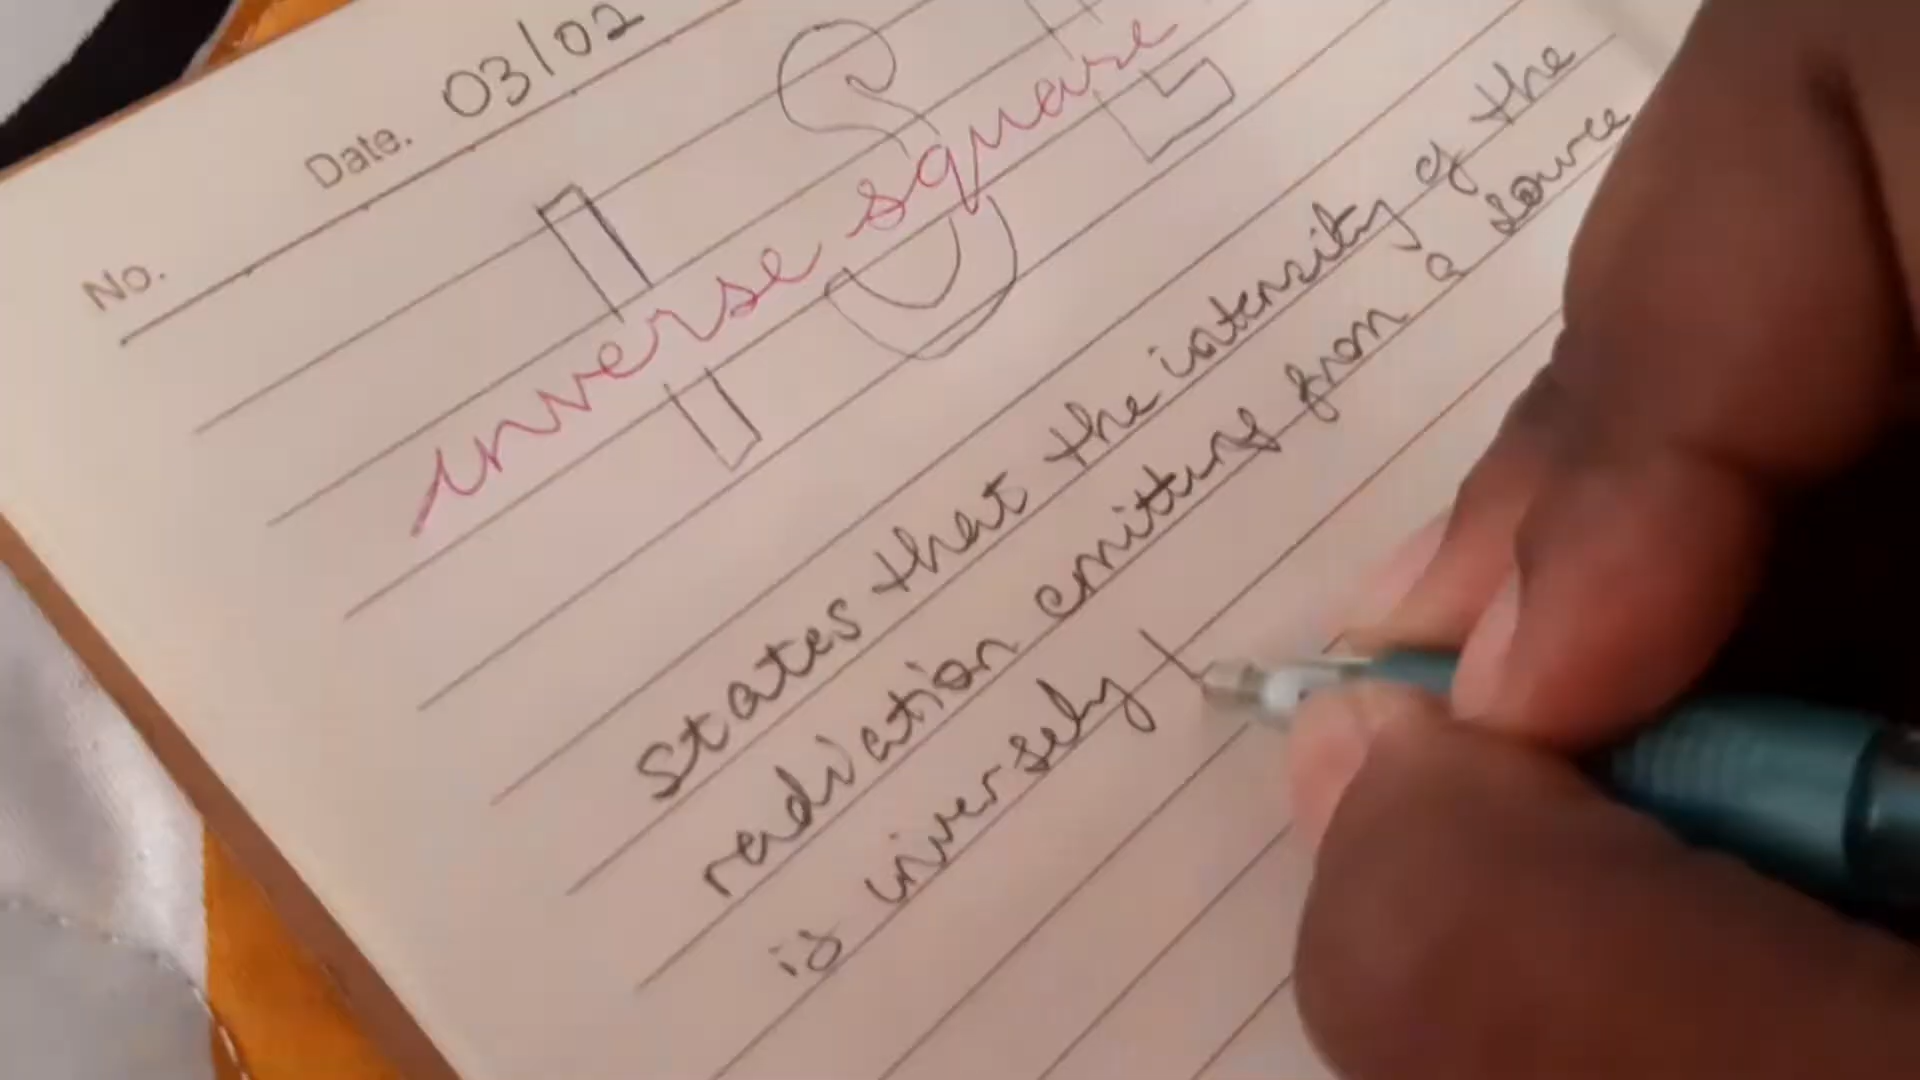 No.
Date. 03/02
inverse square
states that the intensity of the
radiation emitting from a source
is inversely